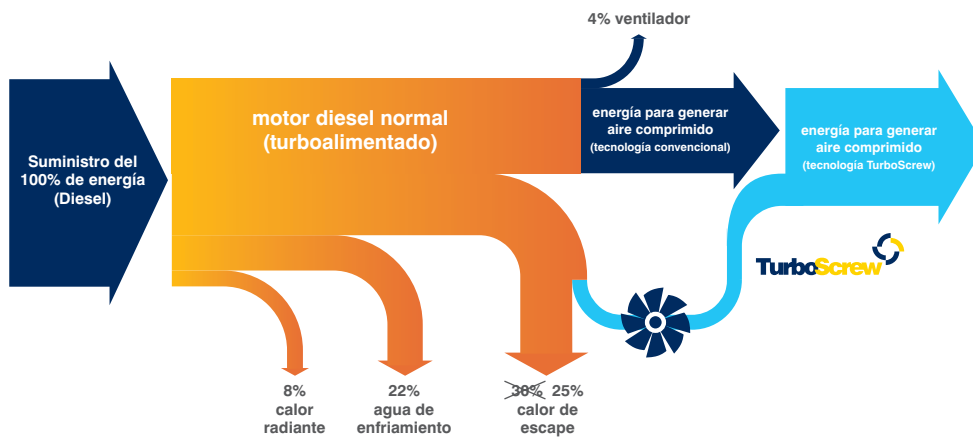 4% ventilador
Suministro del
100% de energía
(Diesel)
motor diesel normal
(turboalimentado)
energía para generar
aire comprimido
(tecnología convencional)
energía para generar
aire comprimido
(tecnología TurboScrew)
TurboScrew
8%
calor
radiante
22%
agua de
enfriamiento
30% 25%
calor de
escape